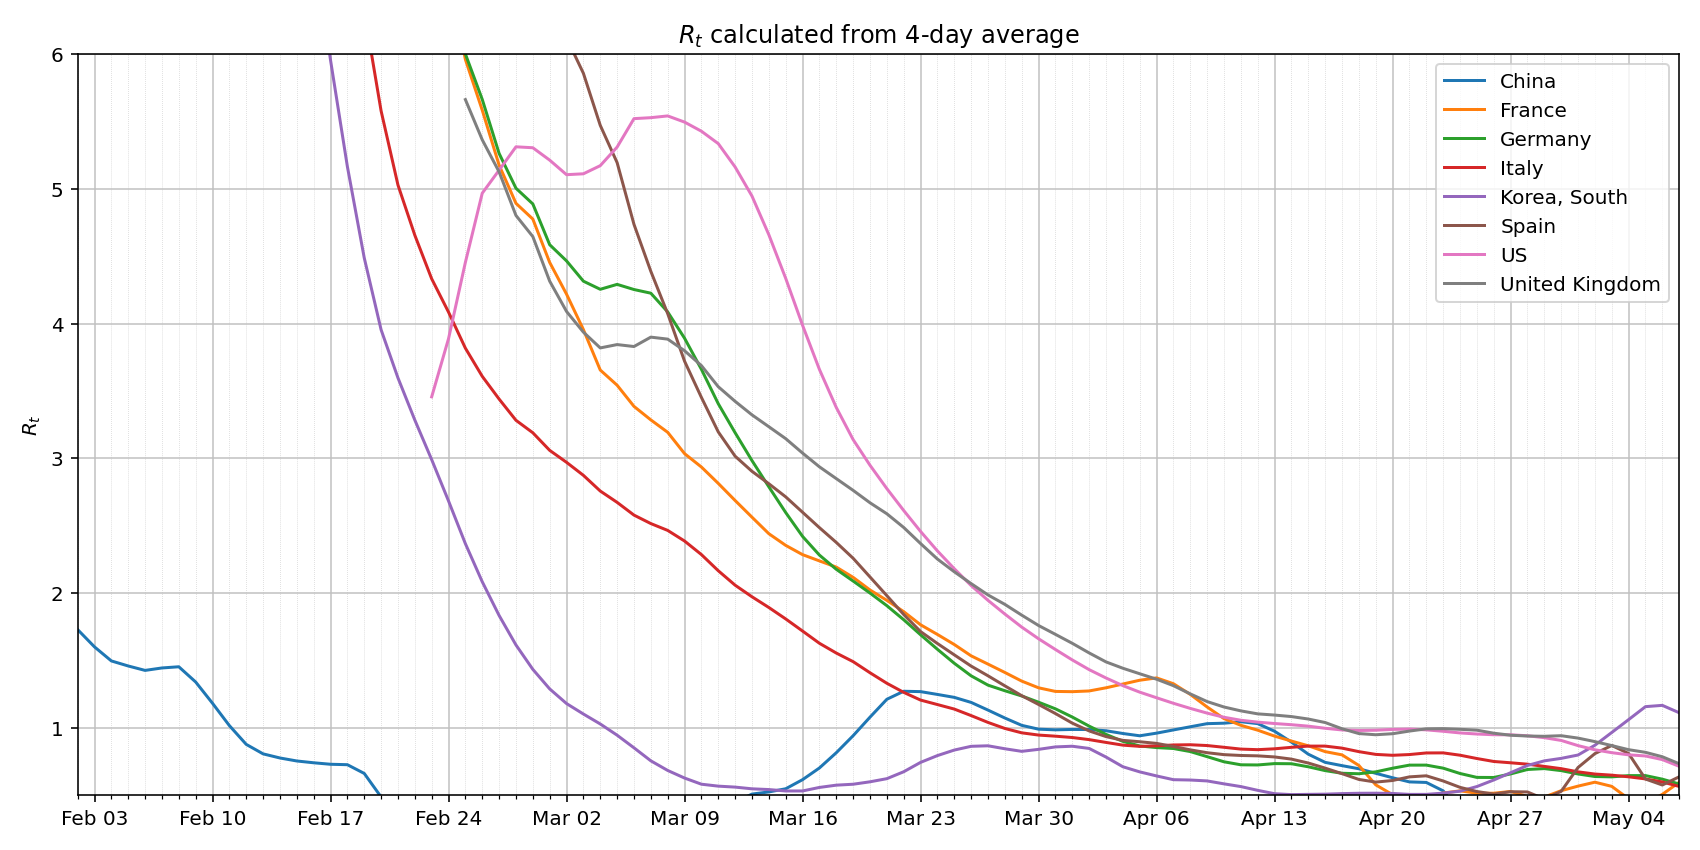 R_t calculated from 4-day average
6
5
4
3
2
1
R_t
China
France
Germany
Italy
Korea, South
Spain
US
United Kingdom
Feb 03 Feb 10 Feb 17 Feb 24 Mar 02 Mar 09 Mar 16 Mar 23 Mar 30 Apr 06 Apr 13 Apr 20 Apr 27 May 04